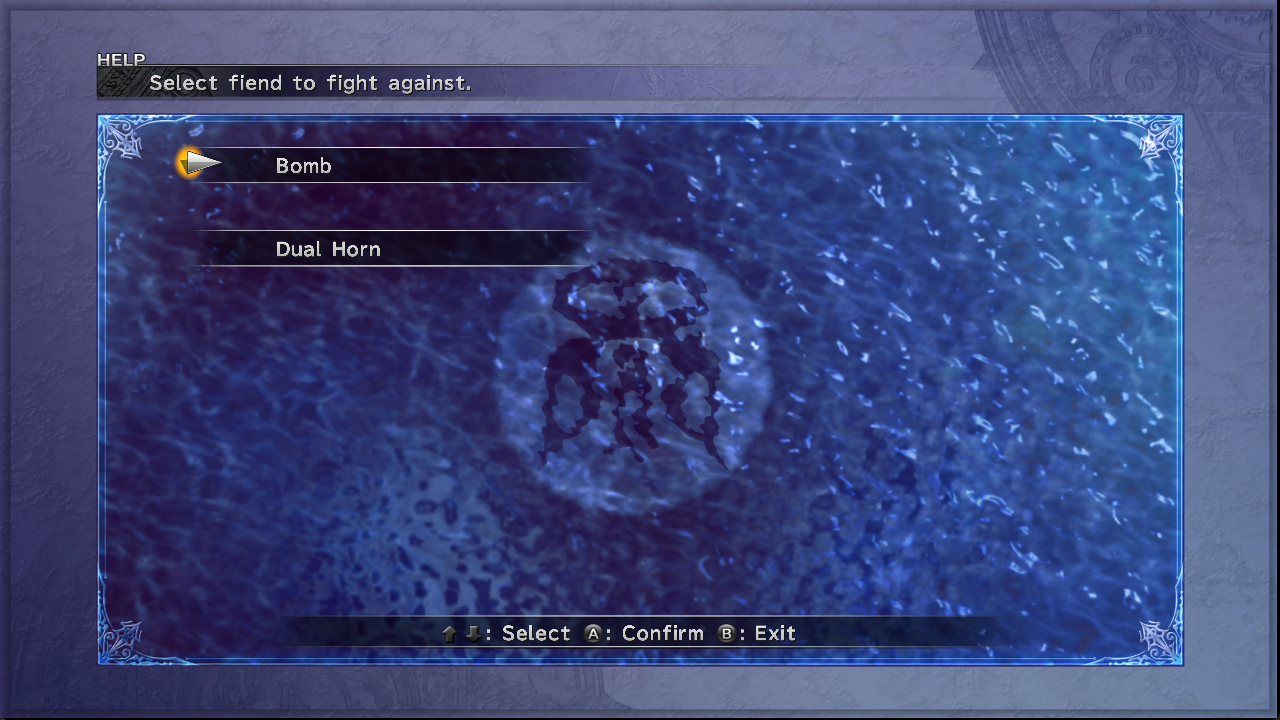 HELP
Select fiend to fight against.
Bomb
Dual Horn
⬆ ⬇: Select Ⓐ: Confirm Ⓑ: Exit